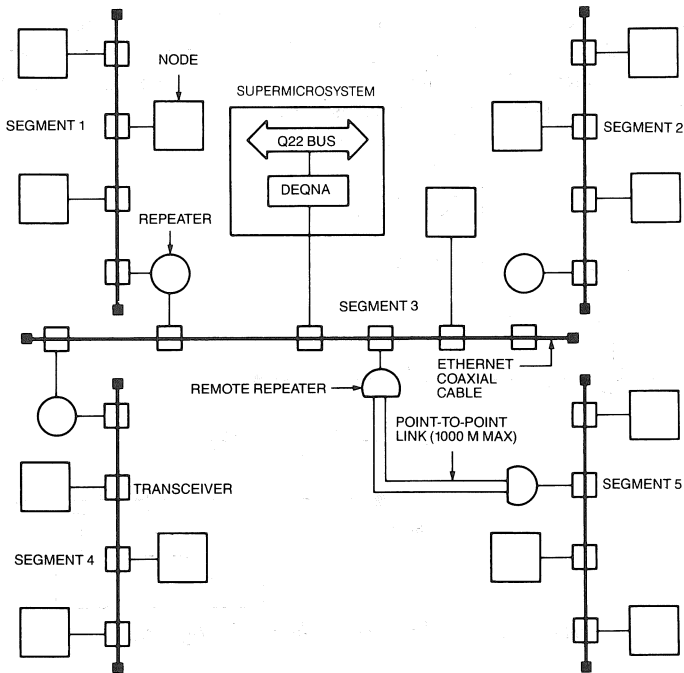 NODE
SUPERMICROSYSTEM
SEGMENT 1
Q22 BUS
SEGMENT 2
DEQNA
REPEATER
SEGMENT 3
ETHERNET
COAXIAL
CABLE
REMOTE REPEATER
POINT-TO-POINT
LINK (1000 M MAX)
TRANSCEIVER
SEGMENT 5
SEGMENT 4